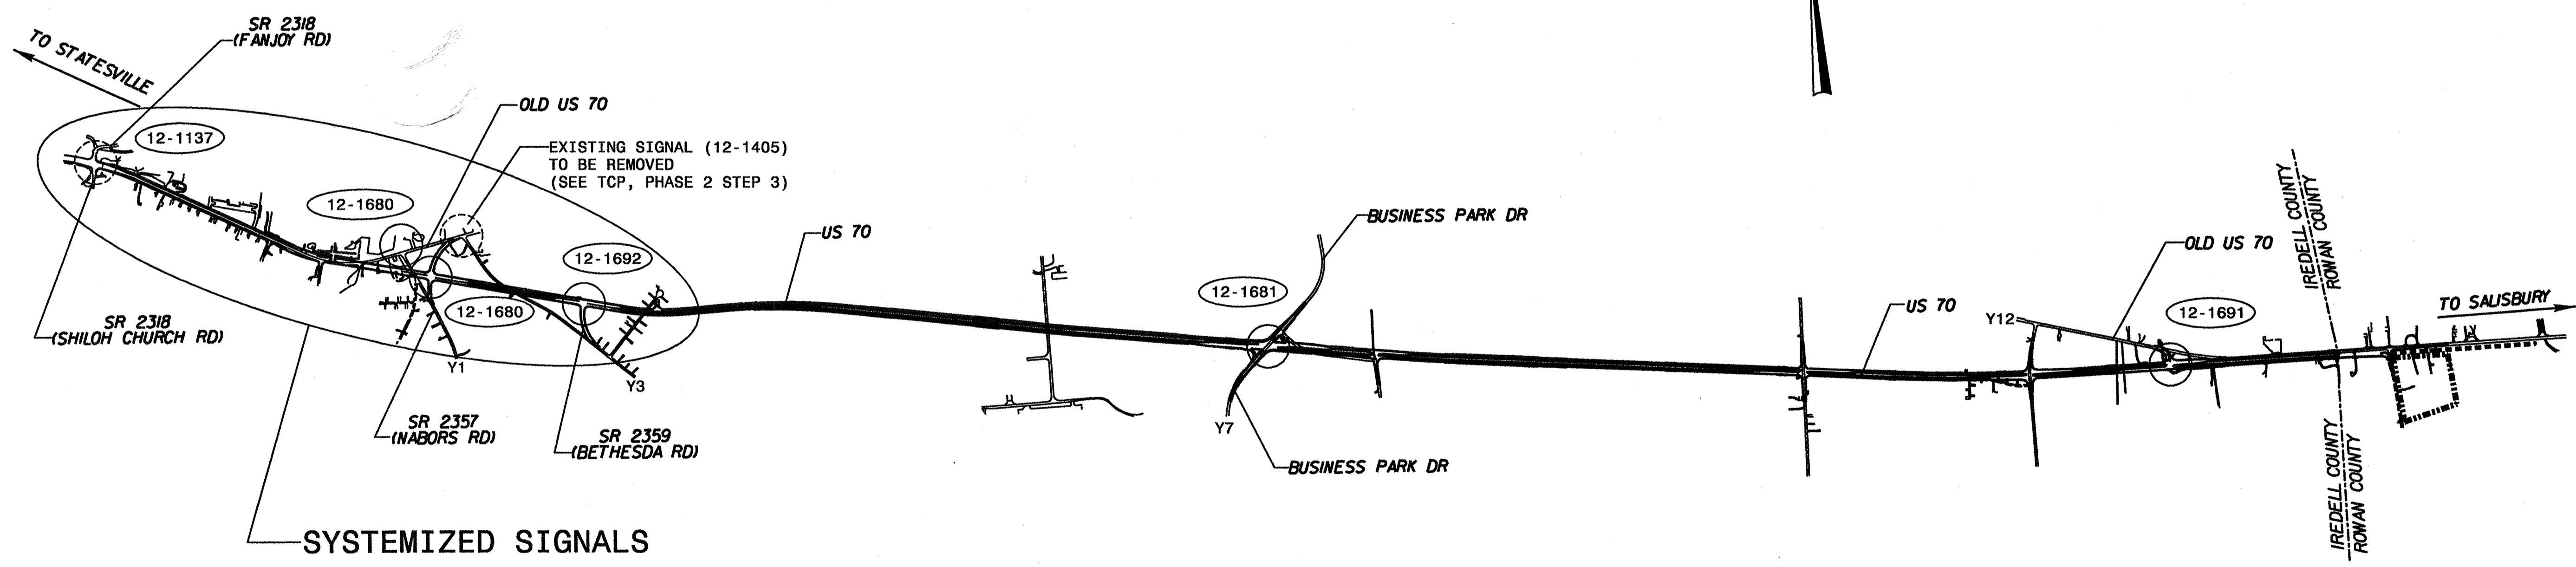 SR 2318
(FANJOY RD)
TO STATESVILLE
OLD US 70
12-1137
EXISTING SIGNAL (12-1405)
TO BE REMOVED
(SEE TCP, PHASE 2 STEP 3)
12-1680
12-1692
US 70
BUSINESS PARK DR
12-1681
12-1680
SR 2318
(SHILOH CHURCH RD)
Y1
Y3
SR 2357
(NABORS RD)
SR 2359
(BETHESDA RD)
Y7
BUSINESS PARK DR
SYSTEMIZED SIGNALS
OLD US 70
US 70
Y12
12-1691
IREDELL COUNTY
ROWAN COUNTY
TO SALISBURY
IREDELL COUNTY
ROWAN COUNTY